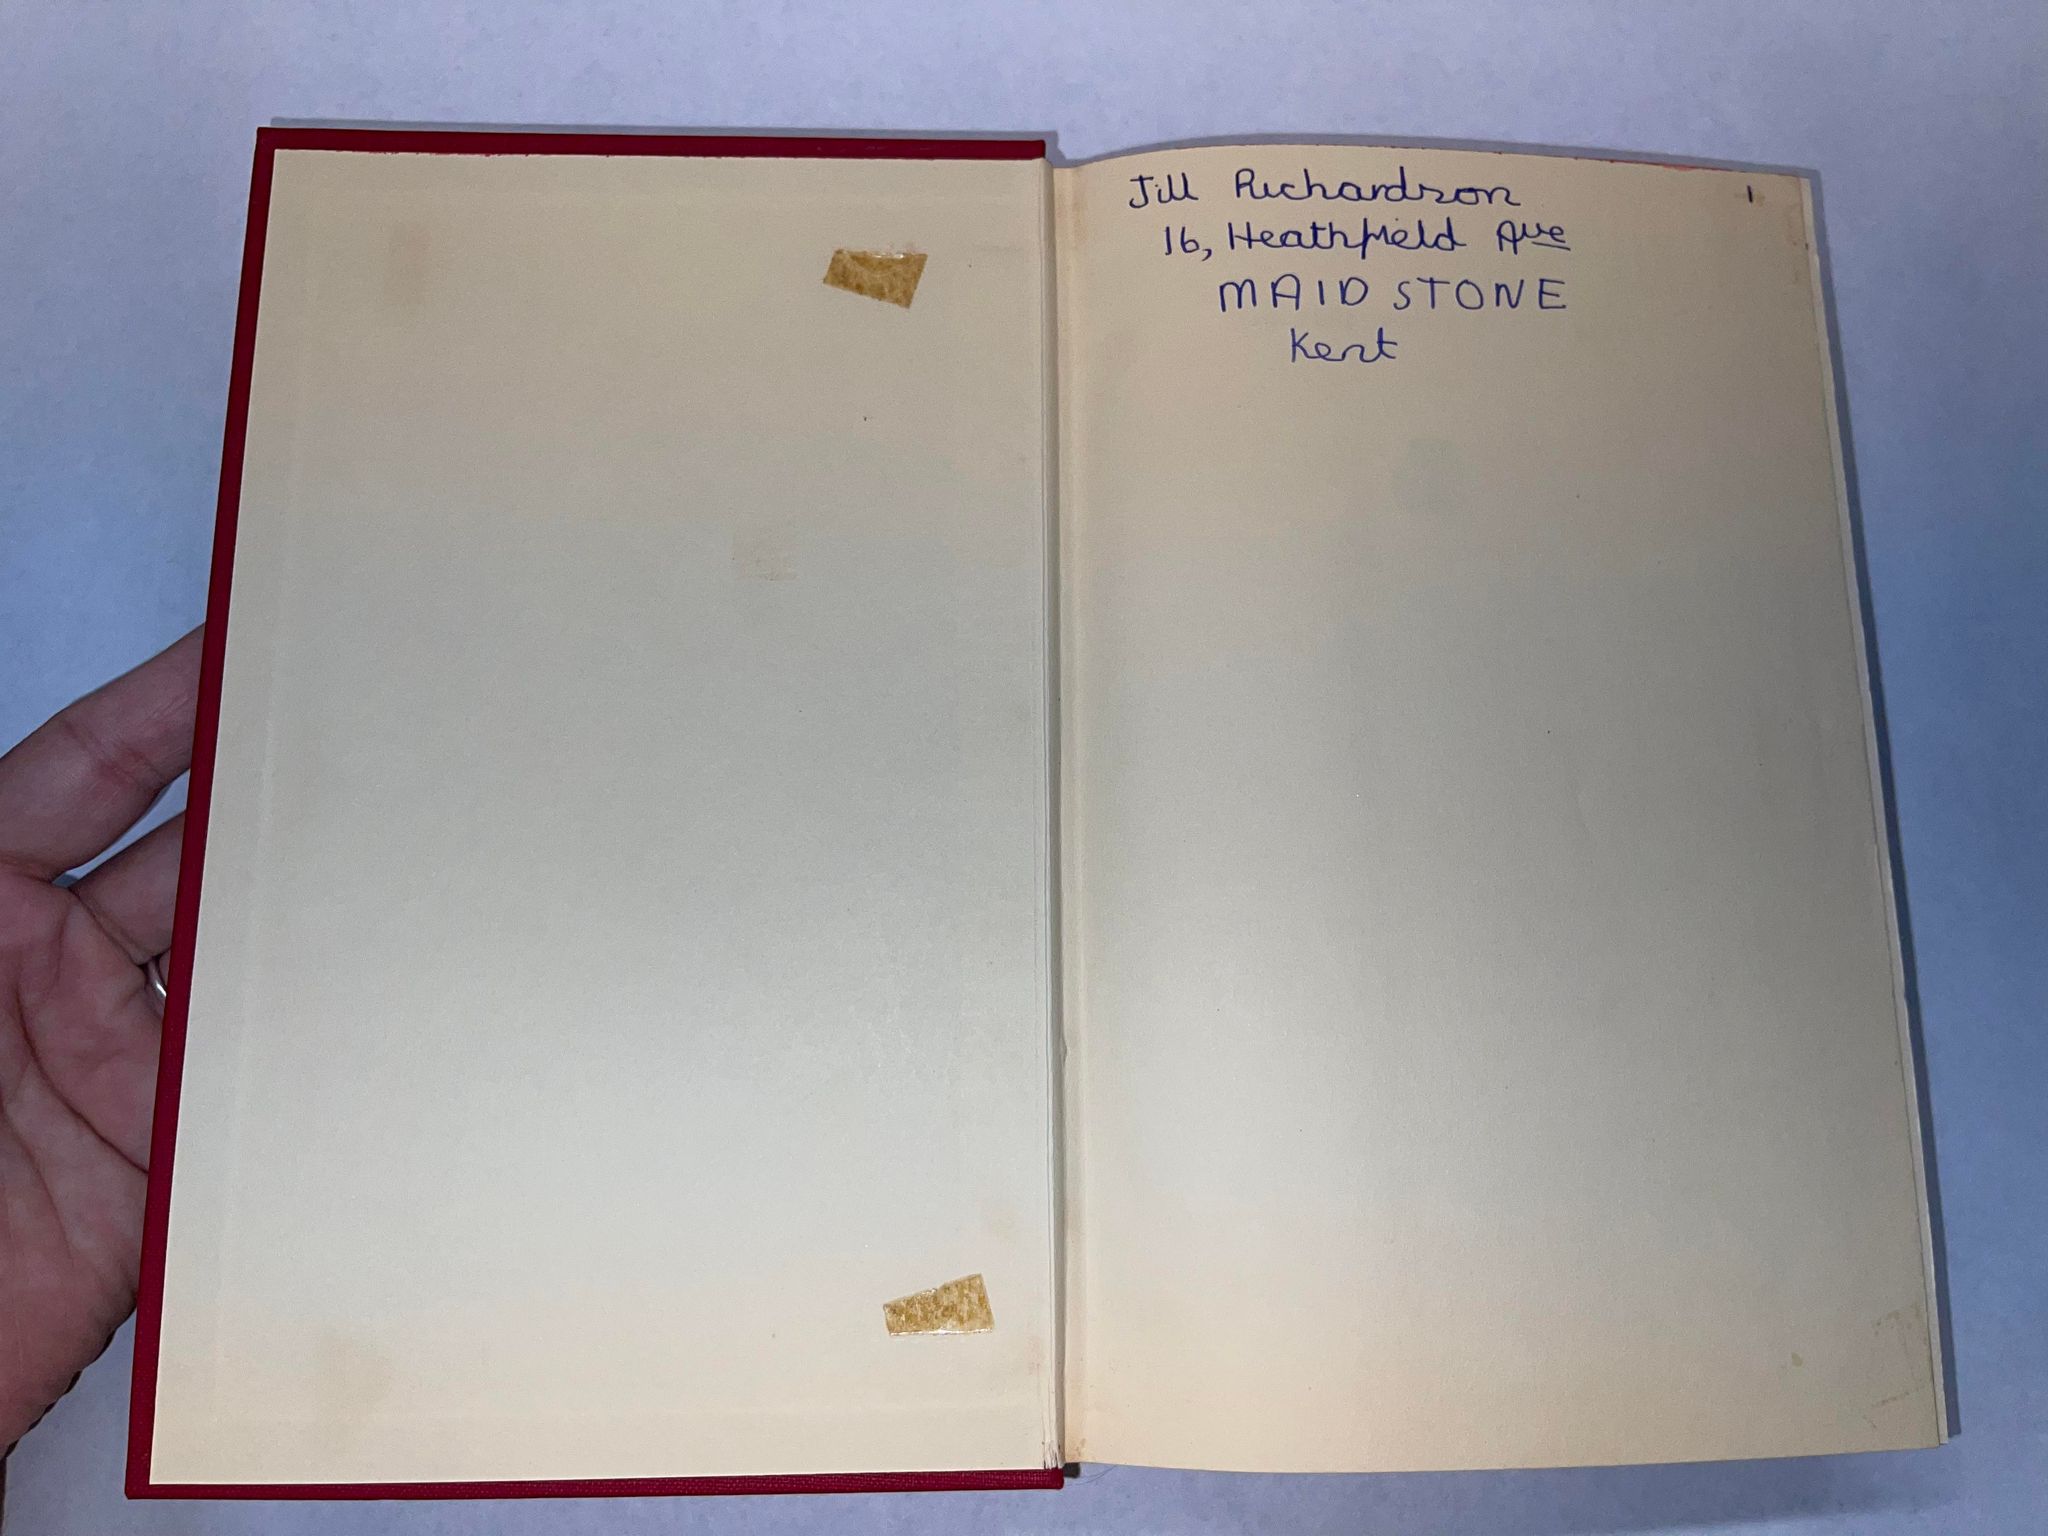 Jill Richardson
16, Heathfield Ave
MAIDSTONE
Kent
1